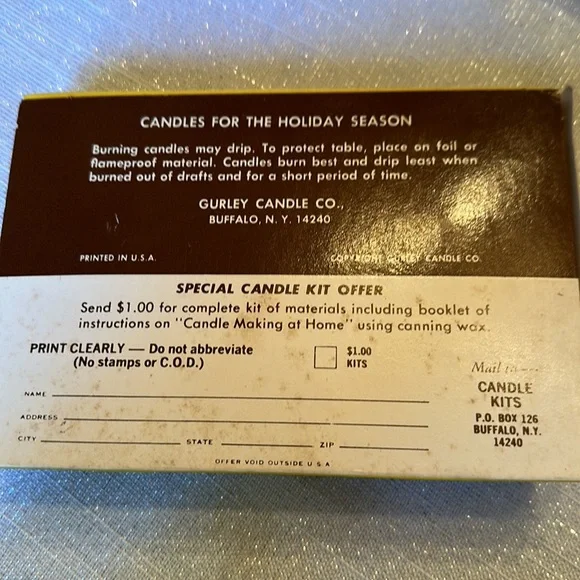 CANDLES FOR THE HOLIDAY SEASON
Burning candles may drip. To protect table, place on foil or
flameproof material. Candles burn best and drip least when
burned out of drafts and for a short period of time.
GURLEY CANDLE CO.,
BUFFALO, N. Y. 14240
PRINTED IN U.S.A.
COPYRIGHT GURLEY CANDLE CO.
SPECIAL CANDLE KIT OFFER
Send $1.00 for complete kit of materials including booklet of
instructions on "Candle Making at Home" using canning wax.
PRINT CLEARLY — Do not abbreviate
(No stamps or C.O.D.)
$1.00
KITS
Mail to
CANDLE
KITS
P.O. BOX 126
BUFFALO, N.Y.
14240
NAME
ADDRESS
CITY STATE ZIP
OFFER VOID OUTSIDE U S A